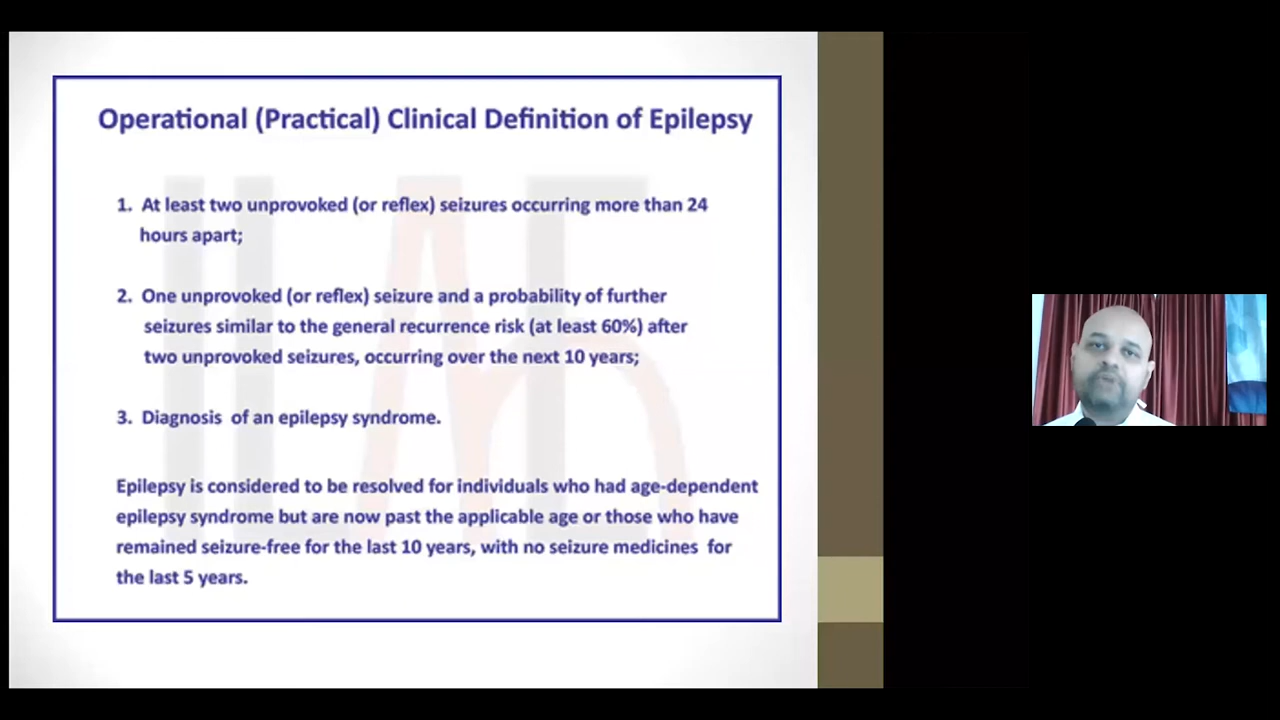 Operational (Practical) Clinical Definition of Epilepsy
1. At least two unprovoked (or reflex) seizures occurring more than 24
hours apart;
2. One unprovoked (or reflex) seizure and a probability of further
seizures similar to the general recurrence risk (at least 60%) after
two unprovoked seizures, occurring over the next 10 years;
3. Diagnosis of an epilepsy syndrome.
Epilepsy is considered to be resolved for individuals who had age-dependent
epilepsy syndrome but are now past the applicable age or those who have
remained seizure-free for the last 10 years, with no seizure medicines for
the last 5 years.